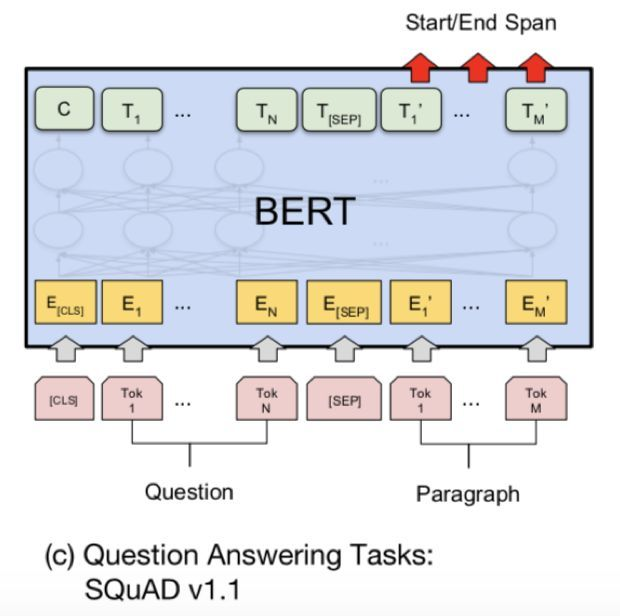 Start/End Span
C T1 ... TN T[SEP] T1’ ... TM’
BERT
E[CLS] E1 ... EN E[SEP] E1’ ... EM’
[CLS] Tok 1 ... Tok N [SEP] Tok 1 ... Tok M
Question Paragraph
(c) Question Answering Tasks:
SQuAD v1.1